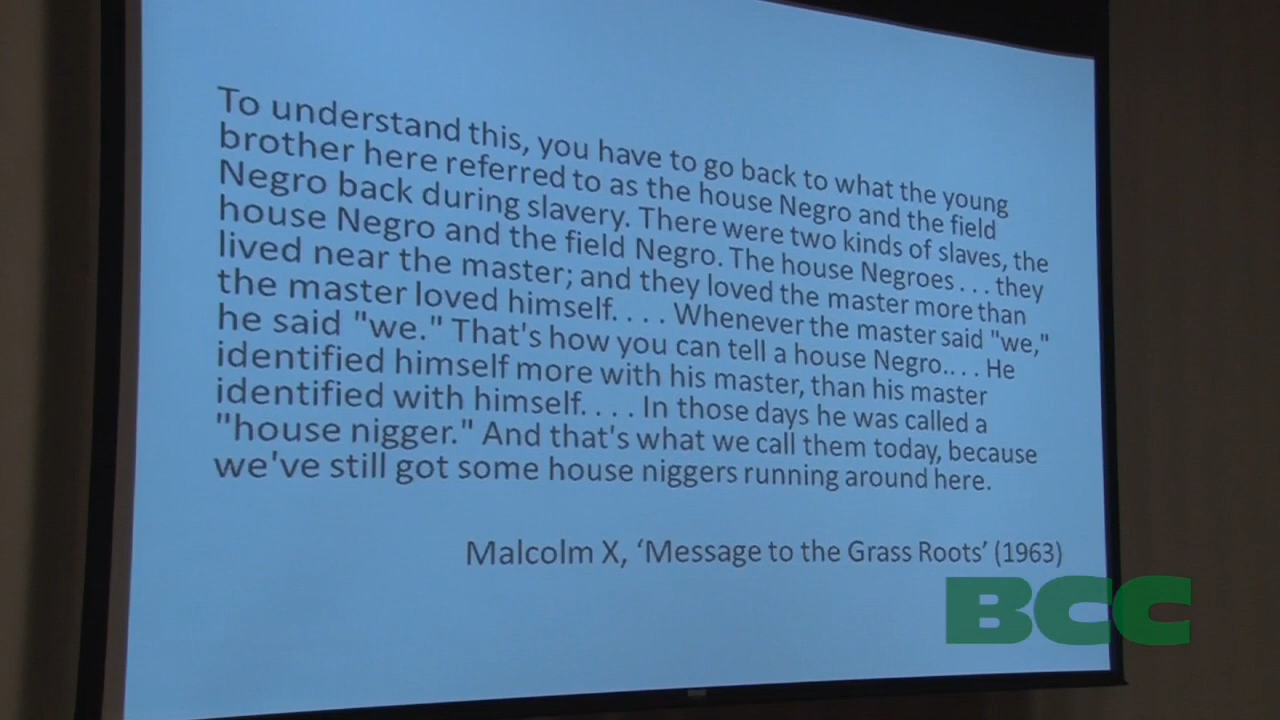 To understand this, you have to go back to what the young
brother here referred to as the house Negro and the field
Negro back during slavery. There were two kinds of slaves, the
house Negro and the field Negro. The house Negroes . . . they
lived near the master; and they loved the master more than
the master loved himself. . . . Whenever the master said "we,"
he said "we." That's how you can tell a house Negro.. . . He
identified himself more with his master, than his master
identified with himself. . . . In those days he was called a
"house nigger." And that's what we call them today, because
we've still got some house niggers running around here.
Malcolm X, ‘Message to the Grass Roots’ (1963)
BCC